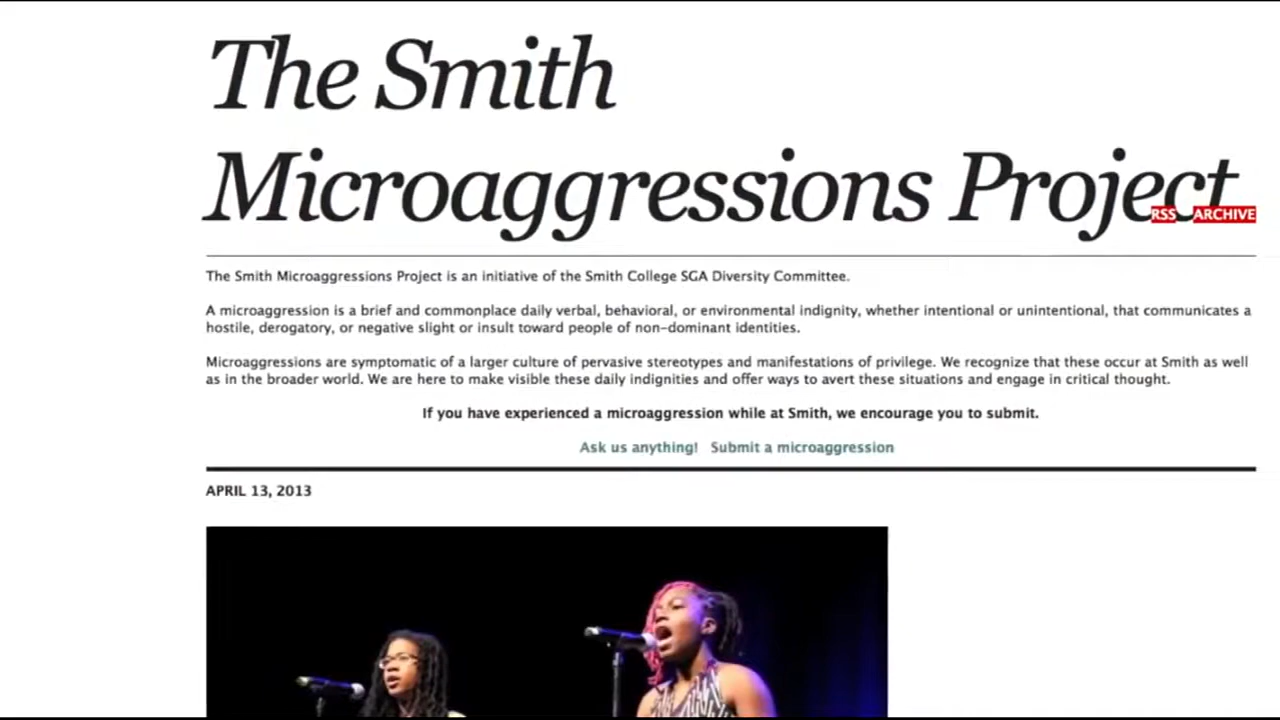 The Smith
Microaggressions Project
RSS ARCHIVE
The Smith Microaggressions Project is an initiative of the Smith College SGA Diversity Committee.
A microaggression is a brief and commonplace daily verbal, behavioral, or environmental indignity, whether intentional or unintentional, that communicates a
hostile, derogatory, or negative slight or insult toward people of non-dominant identities.
Microaggressions are symptomatic of a larger culture of pervasive stereotypes and manifestations of privilege. We recognize that these occur at Smith as well
as in the broader world. We are here to make visible these daily indignities and offer ways to avert these situations and engage in critical thought.
If you have experienced a microaggression while at Smith, we encourage you to submit.
Ask us anything! Submit a microaggression
APRIL 13, 2013